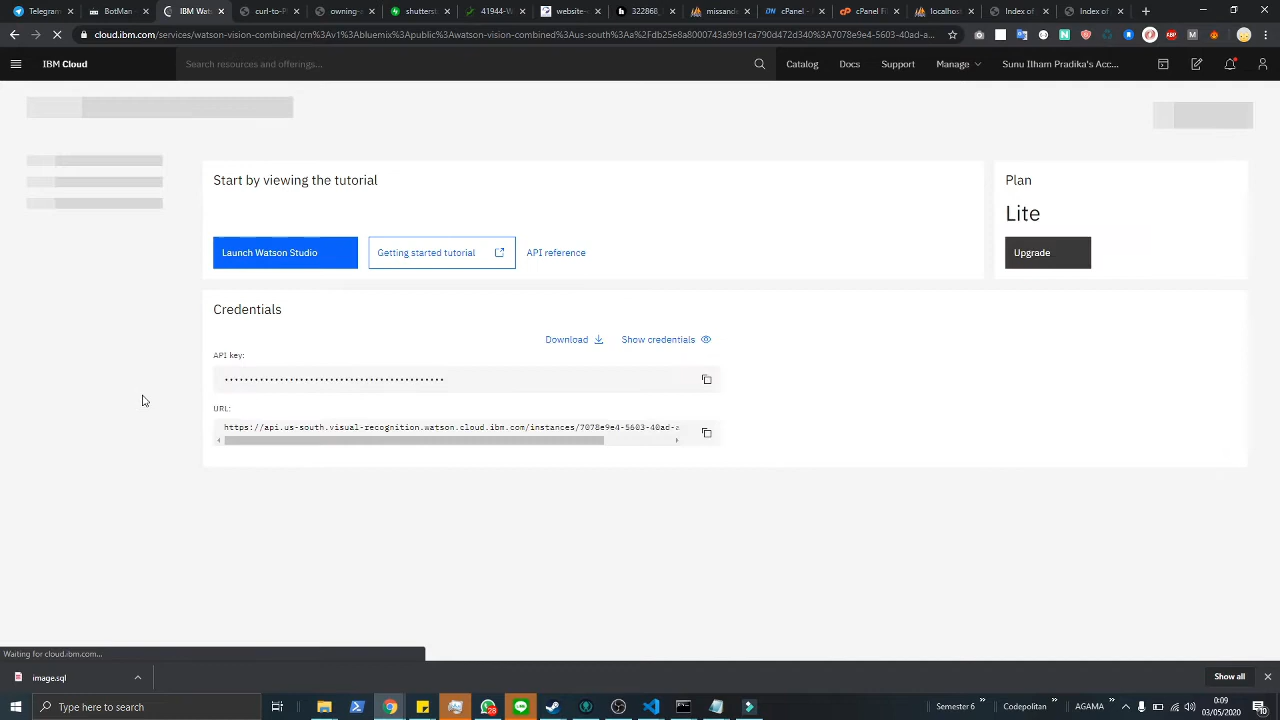 Telegram
BotMan
IBM Wat
curl-to-P
owning-
shutters
41944-W
website-
322868
missand
cPanel -
cPanel Fi
localhos
Index of
Index of
cloud.ibm.com/services/watson-vision-combined/crn%3Av1%3Abluemix%3Apublic%3Awatson-vision-combined%3Aus-south%3Aa%2Fdb25e8a8000743a9b91ca790d472d340%3A7078e9e4-5603-40ad-a...
IBM Cloud
Search resources and offerings...
Catalog
Docs
Support
Manage
Sunu Ilham Pradika's Acc...
Start by viewing the tutorial
Launch Watson Studio
Getting started tutorial
API reference
Plan
Lite
Upgrade
Credentials
Download
Show credentials
API key:
••••••••••••••••••••••••••••••••••••••••••••
URL:
https://api.us-south.visual-recognition.watson.cloud.ibm.com/instances/7078e9e4-5603-40ad-a
Waiting for cloud.ibm.com...
image.sql
Show all
Type here to search
Semester 6
Codepolitan
AGAMA
0:09
03/05/2020